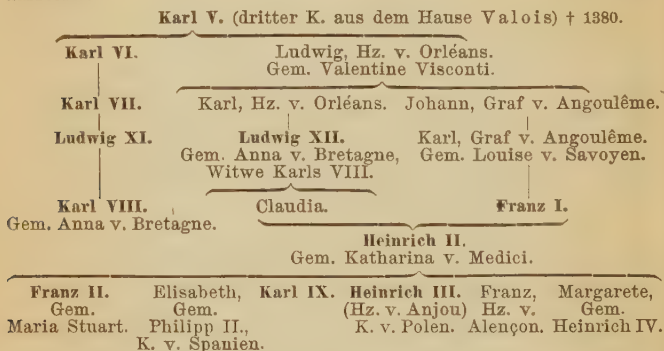 Karl V. (dritter K. aus dem Hause Valois) † 1380.
Karl VI. Ludwig, Hz. v. Orléans.
Gem. Valentine Visconti.
Karl VII. Karl, Hz. v. Orléans. Johann, Graf v. Angoulême.
Ludwig XI. Ludwig XII. Karl, Graf v. Angoulême.
Gem. Anna v. Bretagne, Gem. Louise v. Savoyen.
Witwe Karls VIII.
Karl VIII. Claudia. Franz I.
Gem. Anna v. Bretagne.
Heinrich II.
Gem. Katharina v. Medici.
Franz II. Elisabeth, Karl IX. Heinrich III. Franz, Margarete,
Gem. Gem. (Hz. v. Anjou) Hz. v. Gem.
Maria Stuart. Philipp II., K. v. Polen. Alençon. Heinrich IV.
K. v. Spanien.